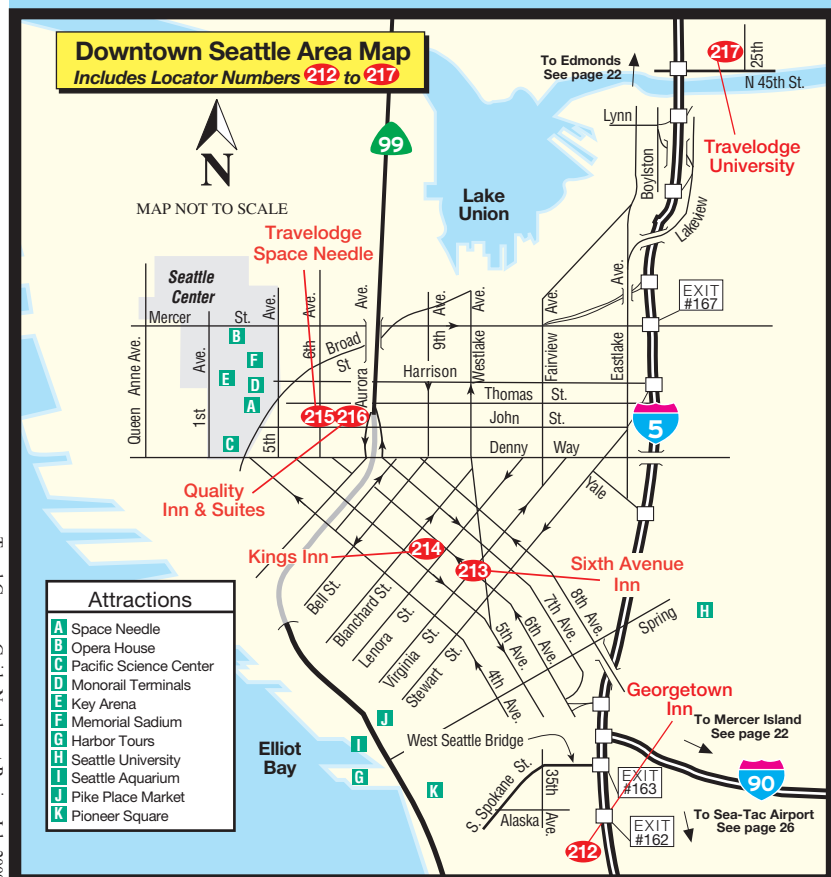 Downtown Seattle Area Map
Includes Locator Numbers 212 to 217
N
MAP NOT TO SCALE
99
To Edmonds
See page 22
217
25th
N 45th St.
Lynn
Boylston
Lakeview
Travelodge
University
Lake
Union
Travelodge
Space Needle
Seattle
Center
Mercer St.
EXIT
#167
Queen Anne Ave.
1st Ave.
5th Ave.
6th Ave.
Broad St
Aurora Ave.
9th Ave.
Westlake Ave.
Fairview Ave.
Eastlake Ave.
Harrison
Thomas St.
John St.
Denny Way
Yale
B
F
E
D
A
C
215
216
5
Quality
Inn & Suites
Kings Inn
214
213
Sixth Avenue
Inn
Bell St.
Blanchard St.
Lenora St.
Virginia St.
Stewart St.
4th Ave.
5th Ave.
6th Ave.
7th Ave.
8th Ave.
Spring
H
Attractions
A Space Needle
B Opera House
C Pacific Science Center
D Monorail Terminals
E Key Arena
F Memorial Sadium
G Harbor Tours
H Seattle University
I Seattle Aquarium
J Pike Place Market
K Pioneer Square
Elliot
Bay
J
I
G
K
Georgetown
Inn
To Mercer Island
See page 22
West Seattle Bridge
90
S. Spokane St.
35th Ave.
Alaska
EXIT
#163
EXIT
#162
To Sea-Tac Airport
See page 26
212